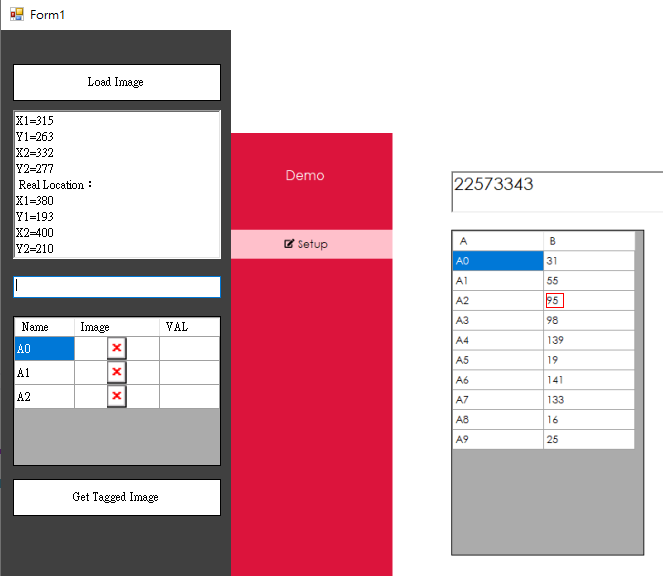 Form1
Load Image
X1=315
Y1=263
X2=332
Y2=277
Real Location：
X1=380
Y1=193
X2=400
Y2=210
Name Image VAL
A0
A1
A2
Get Tagged Image
Demo
Setup
22573343
A B
A0 31
A1 55
A2 95
A3 98
A4 139
A5 19
A6 141
A7 133
A8 16
A9 25